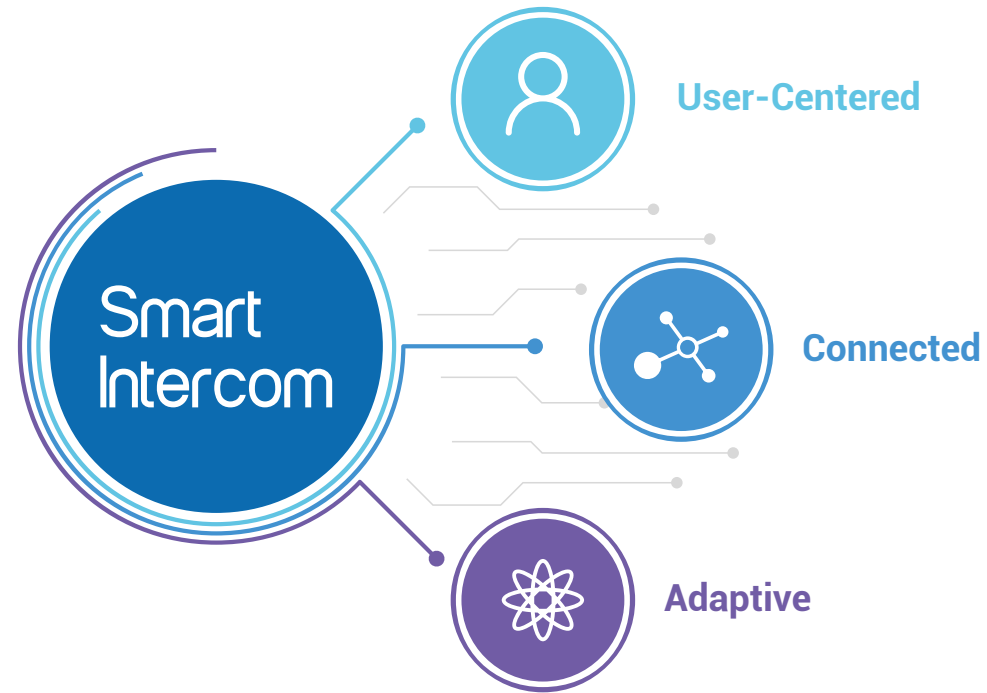 User-Centered
Smart
Intercom
Connected
Adaptive